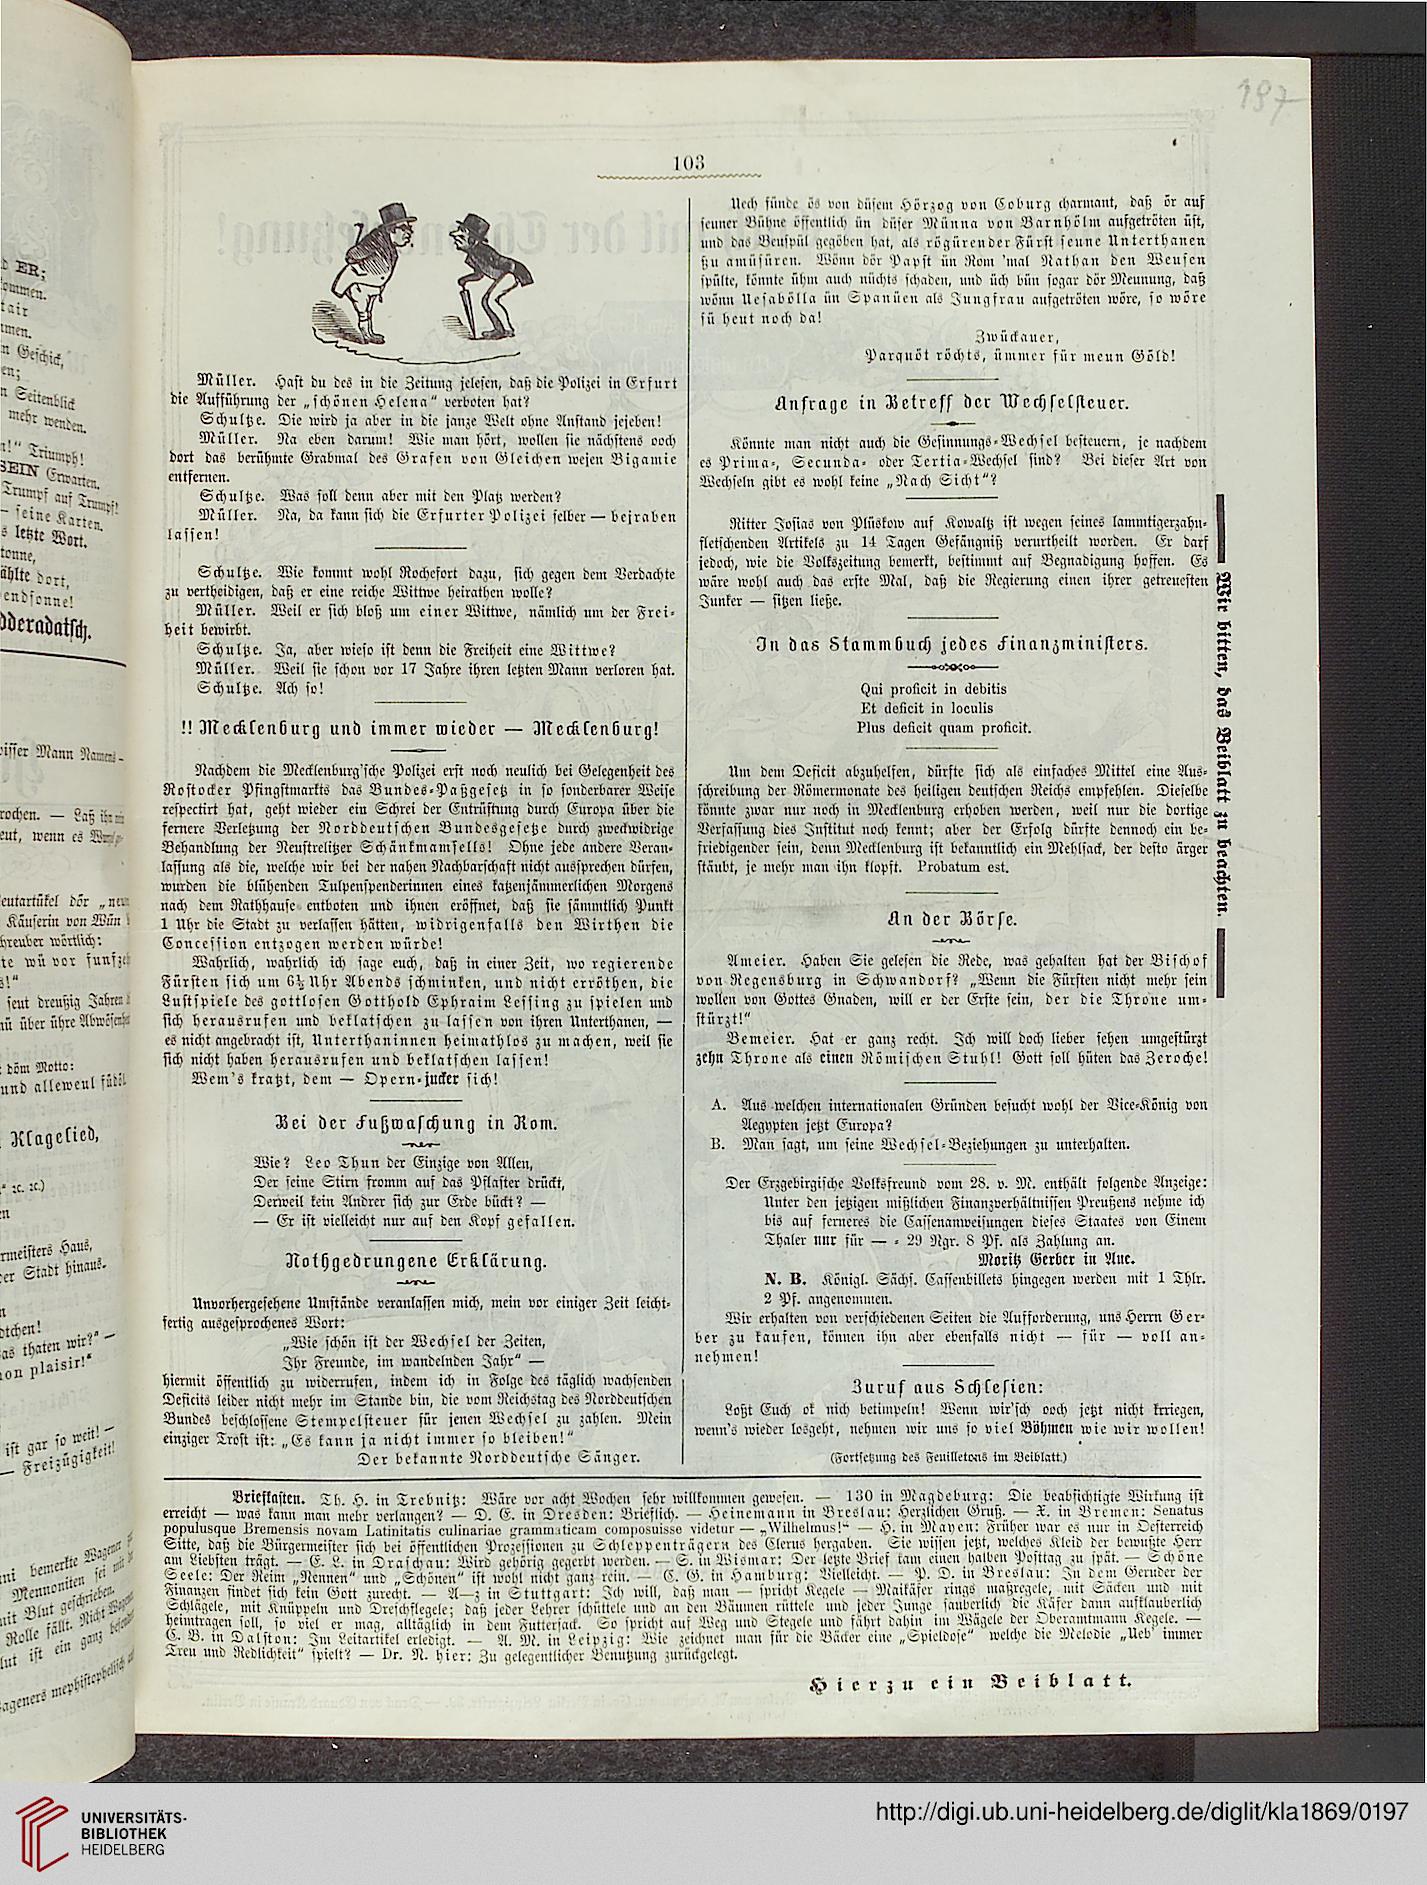 187
103
Müller. Hast du des in die Zeitung jelesen, daß die Polizei in Erfurt
die Aufführung der „schönen Helena“ verboten hat?
Schultze. Die wird ja aber in die janze Welt ohne Anstand jejeben!
Müller. Na eben darum! Wie man hört, wollen sie nächstens ooch
dort das berühmte Grabmal des Grafen von Gleichen wejen Bigamie
entfernen.
Schultze. Was soll denn aber mit den Platz werden?
Müller. Na, da kann sich die Erfurter Polizei selber — bejraben
lassen!
Schultze. Wie kommt wohl Rochefort dazu, sich gegen dem Verdachte
zu vertheidigen, daß er eine reiche Wittwe heirathen wolle?
Müller. Weil er sich bloß um einer Wittwe, nämlich um der Frei-
heit bewirbt.
Schultze. Ja, aber wieso ist denn die Freiheit eine Wittwe?
Müller. Weil sie schon vor 17 Jahre ihren letzten Mann verloren hat.
Schultze. Ach so!
!! Mecklenburg und immer wieder — Mecklenburg!
Nachdem die Mecklenburg'sche Polizei erst noch neulich bei Gelegenheit des
Rostocker Pfingstmarkts das Bundes-Paßgesetz in so sonderbarer Weise
respectirt hat, geht wieder ein Schrei der Entrüstung durch Europa über die
fernere Verletzung der Norddeutschen Bundesgesetze durch zweckwidrige
Behandlung der Neustrelitzer Schänkmamsells! Ohne jede andere Veran-
lassung als die, welche wir bei der nahen Nachbarschaft nicht aussprechen dürfen,
wurden die blühenden Tulpenspenderinnen eines katzenjämmerlichen Morgens
nach dem Rathhause entboten und ihnen eröffnet, daß sie sämmtlich Punkt
1 Uhr die Stadt zu verlassen hätten, widrigenfalls den Wirthen die
Concession entzogen werden würde!
Wahrlich, wahrlich ich sage euch, daß in einer Zeit, wo regierende
Fürsten sich um 6½ Uhr Abends schminken, und nicht erröthen, die
Lustspiele des gottlosen Gotthold Ephraim Lessing zu spielen und
sich herausrufen und beklatschen zu lassen von ihren Unterthanen, —
es nicht angebracht ist, Unterthaninnen heimathlos zu machen, weil sie
sich nicht haben herausrufen und beklatschen lassen!
Wem's kratzt, dem — Opern-jucker sich!
Bei der Fußwaschung in Rom.
Wie? Leo Thun der Einzige von Allen,
Der seine Stirn fromm auf das Pflaster drückt,
Derweil kein Andrer sich zur Erde bückt? —
— Er ist vielleicht nur auf den Kopf gefallen.
Nothgedrungene Erklärung.
Unvorhergesehene Umstände veranlassen mich, mein vor einiger Zeit leicht-
fertig ausgesprochenes Wort:
„Wie schön ist der Wechsel der Zeiten,
Ihr Freunde, im wandelnden Jahr“ —
hiermit öffentlich zu widerrufen, indem ich in Folge des täglich wachsenden
Deficits leider nicht mehr im Stande bin, die vom Reichstag des Norddeutschen
Bundes beschlossene Stempelsteuer für jenen Wechsel zu zahlen. Mein
einziger Trost ist: „Es kann ja nicht immer so bleiben!“
Der bekannte Norddeutsche Sänger.
Uech fünde ös von düsem Hörzog von Coburg charmant, daß ör auf
seuner Bühne öffentlich ün düser Münna von Barnhölm aufgetröten üst,
und das Beuspül gegöben hat, als rögürender Fürst seune Unterthanen
zu amüsüren. Wönn dör Papst ün Rom 'mal Nathan den Weusen
spülte, könnte ühm auch nüchts schaden, und üch bün sogar dör Meunung, daß
wönn Uesabölla ün Spanüen als Jungfrau aufgetröten wöre, so wöre
sü heut noch da!
Zwückauer,
Parquöt röchts, ümmer für meun Göld!
Anfrage in Betreff der Wechselsteuer.
Könnte man nicht auch die Gesinnungs-Wechsel besteuern, je nachdem
es Prima-, Secunda- oder Tertia-Wechsel sind? Bei dieser Art von
Wechseln gibt es wohl keine „Nach Sicht“?
Ritter Josias von Plüskow auf Kowaltz ist wegen seines lammtigerzahn-
fletschenden Artikels zu 14 Tagen Gefängniß verurtheilt worden. Er darf
jedoch, wie die Volkszeitung bemerkt, bestimmt auf Begnadigung hoffen. Es
wäre wohl auch das erste Mal, daß die Regierung einen ihrer getreuesten
Junker — sitzen ließe.
In das Stammbuch jedes Finanzministers.
Qui proficit in debitis
Et deficit in loculis
Plus deficit quam proficit.
Um dem Deficit abzuhelfen, dürfte sich als einfaches Mittel eine Aus-
schreibung der Römermonate des heiligen deutschen Reichs empfehlen. Dieselbe
könnte zwar nur noch in Mecklenburg erhoben werden, weil nur die dortige
Verfassung dies Institut noch kennt; aber der Erfolg dürfte dennoch ein be-
friedigender sein, denn Mecklenburg ist bekanntlich ein Mehlsack, der desto ärger
stäubt, je mehr man ihn klopft. Probatum est.
An der Börse.
Ameier. Haben Sie gelesen die Rede, was gehalten hat der Bischof
von Regensburg in Schwandorf? „Wenn die Fürsten nicht mehr sein
wollen von Gottes Gnaden, will er der Erste sein, der die Throne um-
stürzt!“
Bemeier. Hat er ganz recht. Ich will doch lieber sehen umgestürzt
zehn Throne als einen Römischen Stuhl! Gott soll hüten das Zeroche!
A. Aus welchen internationalen Gründen besucht wohl der Vice-König von
Aegypten jetzt Europa?
B. Man sagt, um seine Wechsel-Beziehungen zu unterhalten.
Der Erzgebirgische Volksfreund vom 28. v. M. enthält folgende Anzeige:
Unter den jetzigen mißlichen Finanzverhältnissen Preußens nehme ich
bis auf ferneres die Cassenanweisungen dieses Staates von Einem
Thaler nur für — - 29 Ngr. 8 Pf. als Zahlung an.
Moritz Gerber in Aue.
N. B. Königl. Sächs. Cassenbillets hingegen werden mit 1 Thlr.
2 Pf. angenommen.
Wir erhalten von verschiedenen Seiten die Aufforderung, uns Herrn Ger-
ber zu kaufen, können ihn aber ebenfalls nicht — für — voll an-
nehmen!
Zuruf aus Schlesien:
Loßt Euch ok nich betimpeln! Wenn wir'sch ooch jetzt nicht krriegen,
wenn's wieder losgeht, nehmen wir uns so viel Böhmen wie wir wollen!
(Fortsetzung des Feuilletons im Beiblatt.)
Wir bitten, das Beiblatt zu beachten.
Briefkasten. Th. H. in Trebnitz: Wäre vor acht Wochen sehr willkommen gewesen. — 130 in Magdeburg: Die beabsichtigte Wirkung ist
erreicht — was kann man mehr verlangen? — D. E. in Dresden: Brieflich. — Heinemann in Breslau: Herzlichen Gruß. — X. in Bremen: Senatus
populusque Bremensis novam Latinitatis culinariae grammaticam composuisse videtur — „Wilhelmus!“ — H. in Mayen: Früher war es nur in Oesterreich
Sitte, daß die Bürgermeister sich bei öffentlichen Prozessionen zu Schleppenträgern des Clerus hergaben. Sie wissen jetzt, welches Kleid der bewußte Herr
am Liebsten trägt. — E. L. in Draschau: Wird gehörig gegerbt werden. — S. in Wismar: Der letzte Brief kam einen halben Posttag zu spät. — Schöne
Seele: Der Reim „Nennen“ und „Schönen“ ist wohl nicht ganz rein. — C. G. in Hamburg: Vielleicht. — P. D. in Breslau: In dem Geruder der
Finanzen findet sich kein Gott zurecht. — A—z in Stuttgart: Ich will, daß man — spricht Kegele — Maikäfer rings maßregele, mit Säcken und mit
Schlägele, mit Knüppeln und Dreschflegele; daß jeder Lehrer schüttele und an den Bäumen rüttele und jeder Junge säuberlich die Käfer dann aufklauberlich
heimtragen soll, so viel er mag, alltäglich in dem Futtersack. So spricht auf Weg und Stegele und fährt dahin im Wägele der Oberamtmann Kegele. —
C. B. in Dalston: Im Leitartikel erledigt. — A. M. in Leipzig: Wie zeichnet man für die Bäcker eine „Spieldose“ welche die Melodie „Ueb' immer
Treu und Redlichkeit“ spielt? — Dr. N. hier: Zu gelegentlicher Benutzung zurückgelegt.
Hierzu ein Beiblatt.
UNIVERSITÄTS-
BIBLIOTHEK
HEIDELBERG
http://digi.ub.uni-heidelberg.de/diglit/kla1869/0197